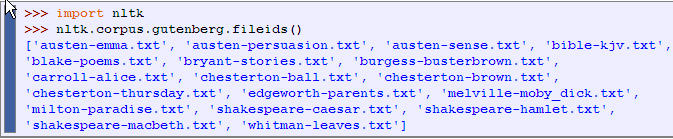 >>> import nltk
>>> nltk.corpus.gutenberg.fileids()
['austen-emma.txt', 'austen-persuasion.txt', 'austen-sense.txt', 'bible-kjv.txt',
'blake-poems.txt', 'bryant-stories.txt', 'burgess-busterbrown.txt',
'carroll-alice.txt', 'chesterton-ball.txt', 'chesterton-brown.txt',
'chesterton-thursday.txt', 'edgeworth-parents.txt', 'melville-moby_dick.txt',
'milton-paradise.txt', 'shakespeare-caesar.txt', 'shakespeare-hamlet.txt',
'shakespeare-macbeth.txt', 'whitman-leaves.txt']